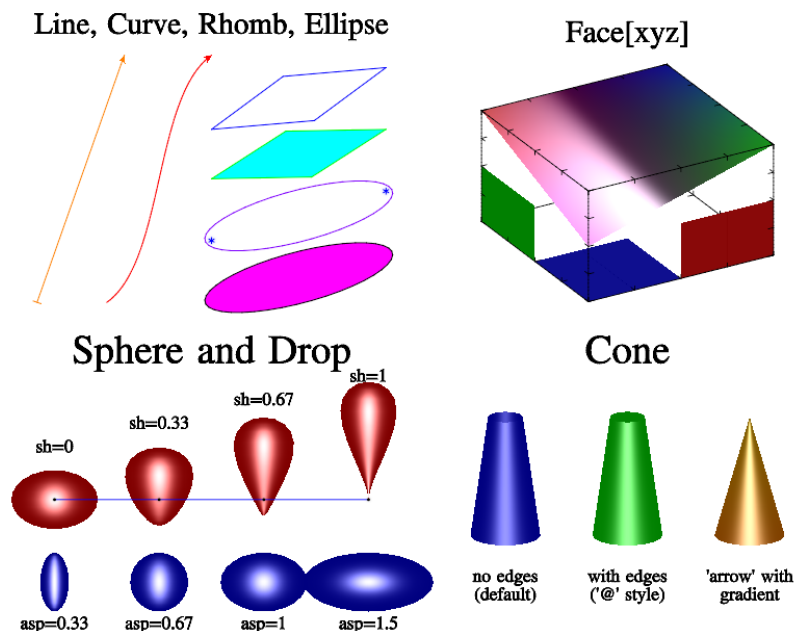 Line, Curve, Rhomb, Ellipse
Face[xyz]
*
*
Sphere and Drop
Cone
sh=0
sh=0.33
sh=0.67
sh=1
asp=0.33
asp=0.67
asp=1
asp=1.5
no edges
(default)
with edges
('@' style)
'arrow' with
gradient